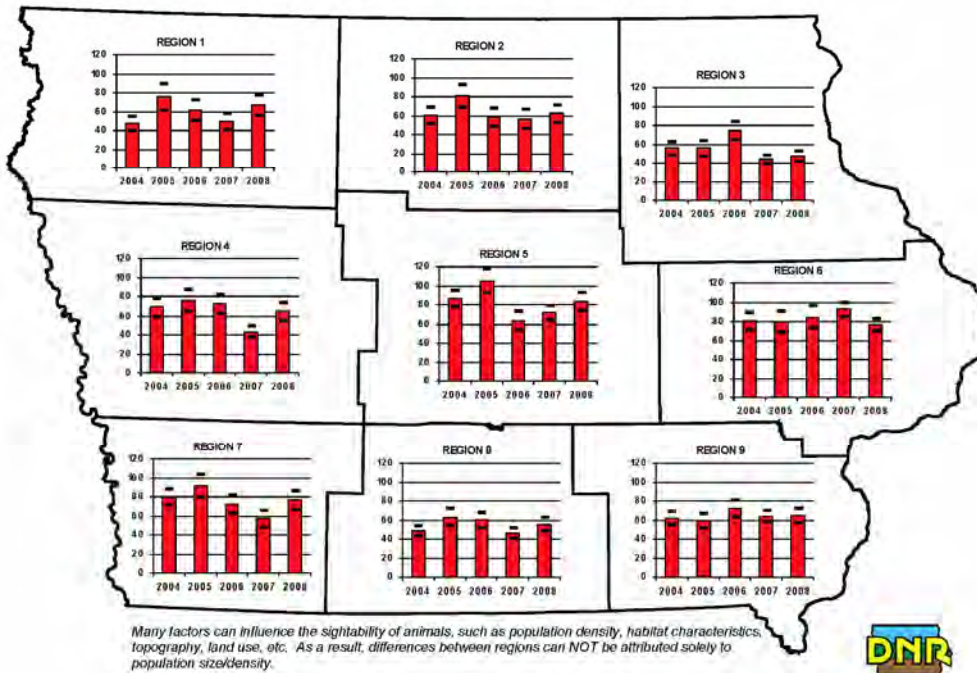 REGION 1
120
100
80
60
40
20
0
2004 2005 2006 2007 2008
REGION 2
120
100
80
60
40
20
0
2004 2005 2006 2007 2008
REGION 3
120
100
80
60
40
20
0
2004 2005 2006 2007 2008
REGION 4
120
100
80
60
40
20
0
2004 2005 2006 2007 2008
REGION 5
120
100
80
60
40
20
0
2004 2005 2006 2007 2008
REGION 6
120
100
80
60
40
20
0
2004 2005 2006 2007 2008
REGION 7
120
100
80
60
40
20
0
2004 2005 2006 2007 2008
REGION 8
120
100
80
60
40
20
0
2004 2005 2006 2007 2008
REGION 9
120
100
80
60
40
20
0
2004 2005 2006 2007 2008
Many factors can influence the sightability of animals, such as population density, habitat characteristics,
topography, land use, etc. As a result, differences between regions can NOT be attributed solely to
population size/density.
DNR